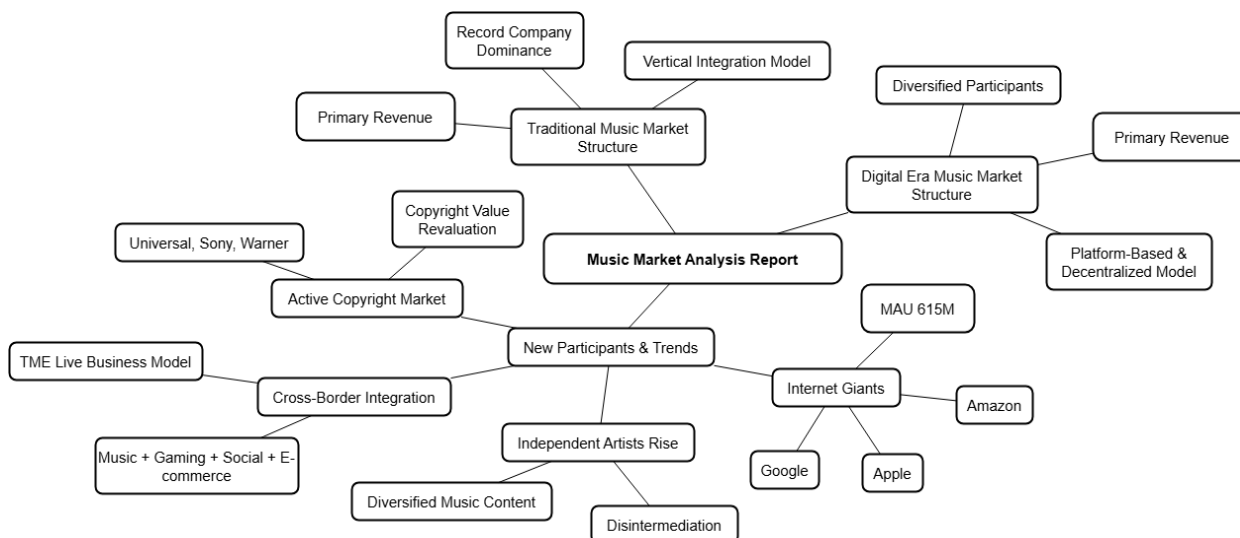 Record Company
Dominance
Vertical Integration Model
Diversified Participants
Primary Revenue
Traditional Music Market
Structure
Primary Revenue
Digital Era Music Market
Structure
Copyright Value
Revaluation
Universal, Sony, Warner
Music Market Analysis Report
Platform-Based &
Decentralized Model
Active Copyright Market
MAU 615M
New Participants & Trends
TME Live Business Model
Cross-Border Integration
Internet Giants
Amazon
Independent Artists Rise
Music + Gaming + Social + E-
commerce
Google
Apple
Diversified Music Content
Disintermediation